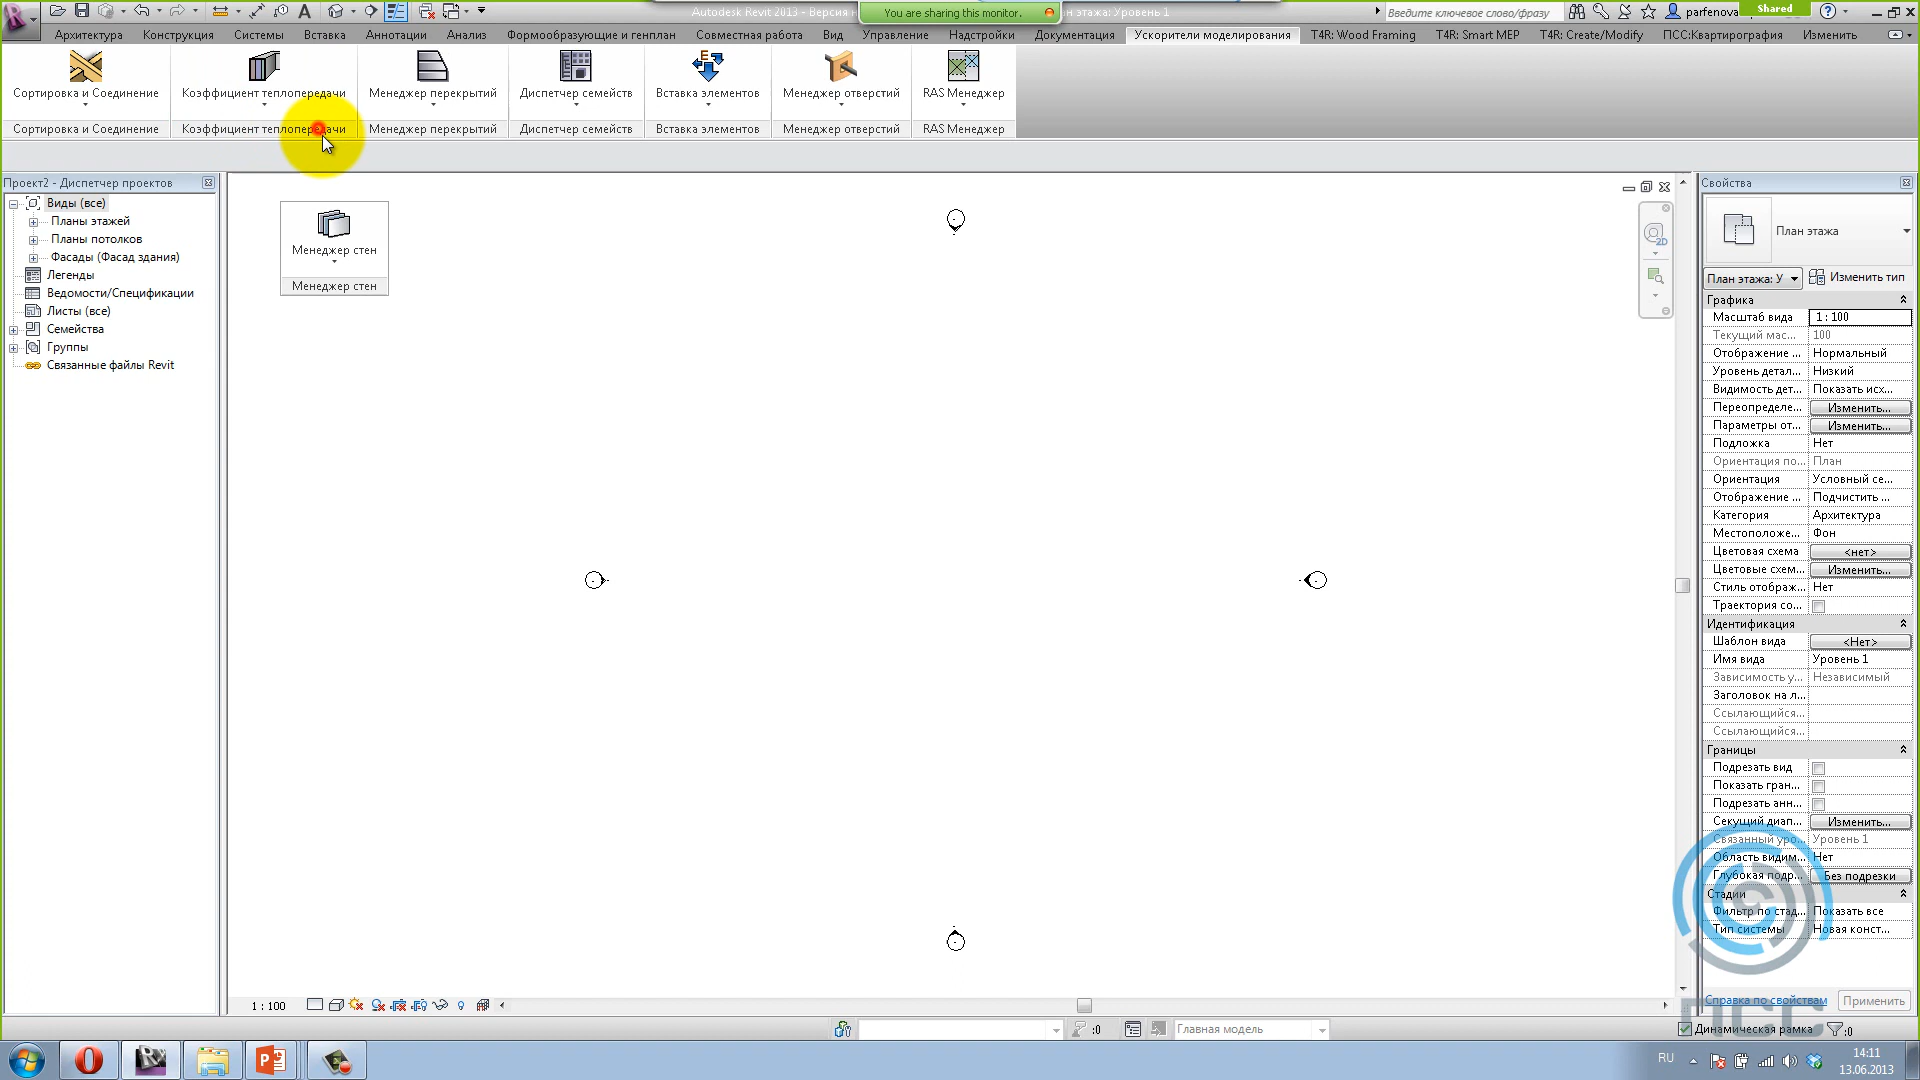 Autodesk Revit 2013 - Версия н
You are sharing this monitor.
ан этажа: Уровень 1
Введите ключевое слово/фразу
parfenova
Shared
Архитектура Конструкция Системы Вставка Аннотации Анализ Формообразующие и генплан Совместная работа Вид Управление Надстройки Документация Ускорители моделирования T4R: Wood Framing T4R: Smart MEP T4R: Create/Modify ПСС:Квартирография Изменить
Сортировка и Соединение Коэффициент теплопередачи Менеджер перекрытий Диспетчер семейств Вставка элементов Менеджер отверстий RAS Менеджер
Сортировка и Соединение Коэффициент теплопередачи Менеджер перекрытий Диспетчер семейств Вставка элементов Менеджер отверстий RAS Менеджер
Проект2 - Диспетчер проектов
Виды (все)
Планы этажей
Планы потолков
Фасады (Фасад здания)
Легенды
Ведомости/Спецификации
Листы (все)
Семейства
Группы
Связанные файлы Revit
Менеджер стен
Менеджер стен
2D
Свойства
План этажа
План этажа: У Изменить тип
Графика
Масштаб вида 1 : 100
Текущий мас... 100
Отображение ... Нормальный
Уровень детал... Низкий
Видимость дет... Показать исх...
Переопределе... Изменить...
Параметры от... Изменить...
Подложка Нет
Ориентация по... План
Ориентация Условный се...
Отображение ... Подчистить ...
Категория Архитектура
Местоположе... Фон
Цветовая схема <нет>
Цветовые схем... Изменить...
Стиль отображ... Нет
Траектория со...
Идентификация
Шаблон вида <Нет>
Имя вида Уровень 1
Зависимость у... Независимый
Заголовок на л...
Ссылающийся...
Ссылающийся...
Границы
Подрезать вид
Показать гран...
Подрезать анн...
Секущий диап... Изменить...
Связанный уро... Уровень 1
Область видим... Нет
Глубокая подр... Без подрезки
Стадии
Фильтр по стад... Показать все
Тип системы Новая конст...
Справка по свойствам Применить
ПСС
1 : 100
:0
Главная модель
Динамическая рамка
:0
RU
14:11
13.06.2013